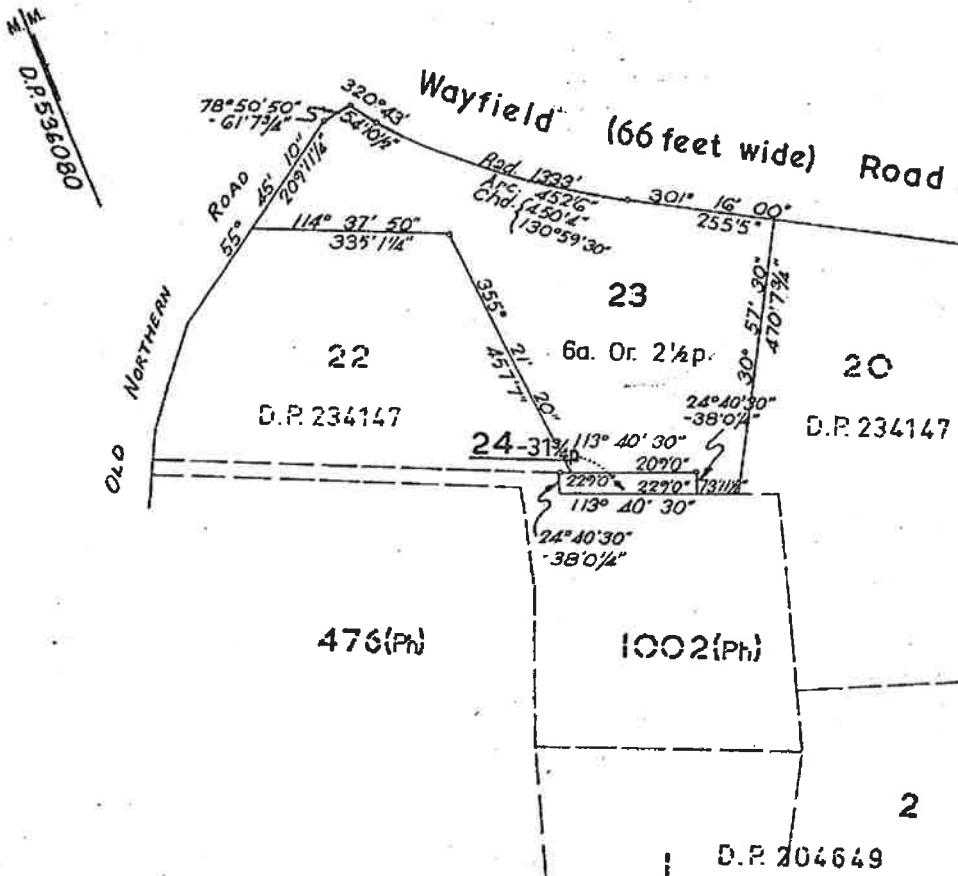 M.M.
D.P.536080
78°50'50"
- 61'7¾"
320°43'
54'10½"
Wayfield (66 feet wide) Road
Rad. 1333'
Arc; 452'6"
Chd. {450'4"
{130°59'30"
301° 16' 00"
255'5"
OLD NORTHERN ROAD
55° 45' 10"
209'11¼"
114° 37' 50"
335'1¼"
355° 21' 20"
457'7"
23
6a. 0r. 2½p.
30° 57' 30"
470'7¾"
22
D.P. 234147
20
D.P. 234147
24-31¾p
113° 40' 30"
209'0"
24°40'30"
-38'0¼"
229'0"
229'0"
113° 40' 30"
24°40'30"
-38'0¼"
476(Ph)
1002(Ph)
2
D.P. 204649